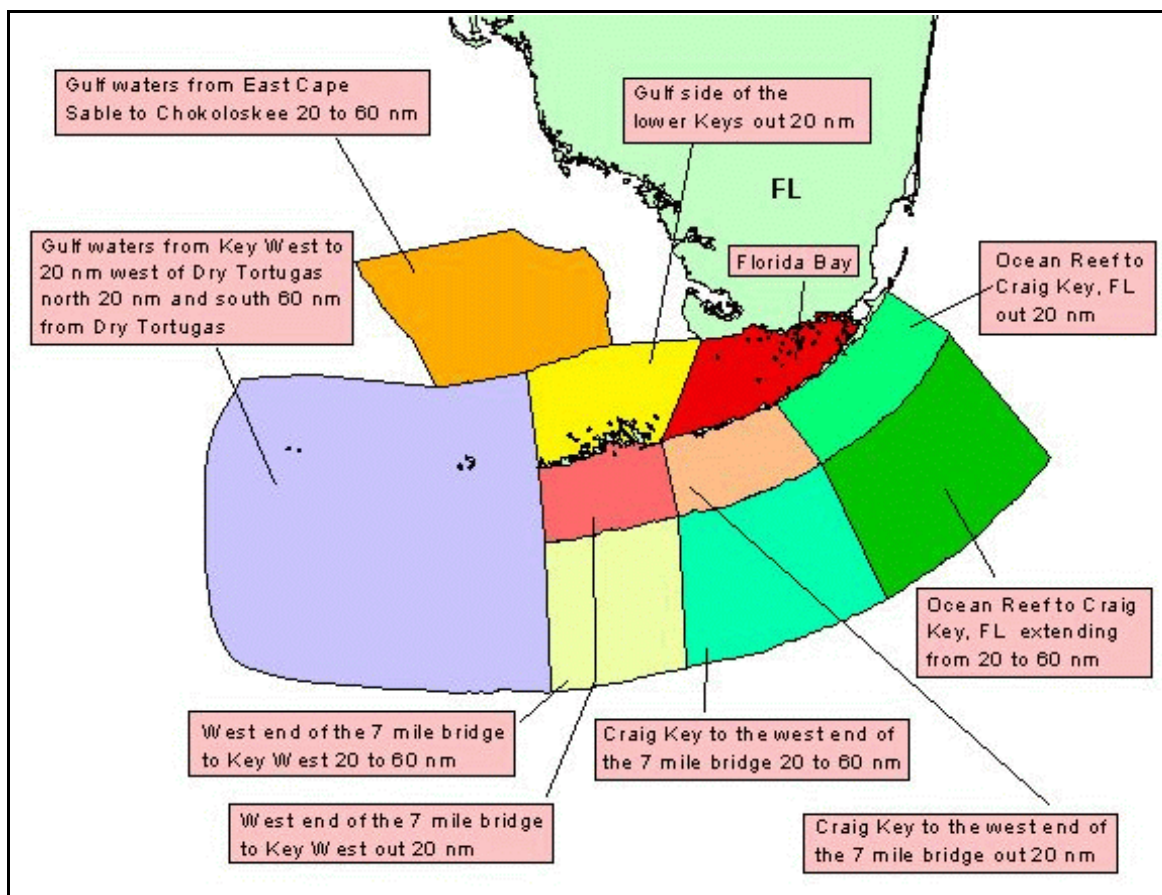 Gulf waters from East Cape
Sable to Chokoloskee 20 to 60 nm
Gulf side of the
lower Keys out 20 nm
FL
Gulf waters from Key West to
20 nm west of Dry Tortugas
north 20 nm and south 60 nm
from Dry Tortugas
Florida Bay
Ocean Reef to
Craig Key, FL
out 20 nm
Ocean Reef to Craig
Key, FL extending
from 20 to 60 nm
West end of the 7 mile bridge
to Key West 20 to 60 nm
Craig Key to the west end of
the 7 mile bridge 20 to 60 nm
West end of the 7 mile bridge
to Key West out 20 nm
Craig Key to the west end of
the 7 mile bridge out 20 nm